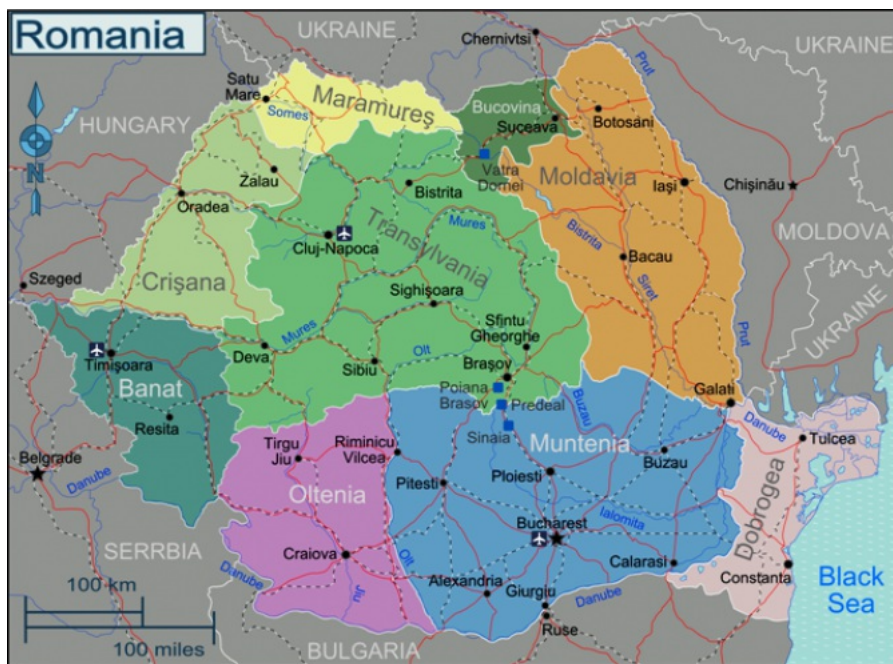 Romania
UKRAINE
UKRAINE
Chernivtsi
Prut
Satu
Mare
Maramureş
Somes
Bucovina
Suçeava
Botosani
HUNGARY
N
Zalau
Vatra
Dornei
Moldavia
Iaşi
Chişinău
Bistrita
Oradea
Transylvania
Mures
Cluj-Napoca
Bistrita
MOLDOVA
Bacau
Szeged
Crişana
Siret
Sighişoara
UKRAINE
Sfintu
Gheorghe
Mures
Prut
Timişoara
Deva
Sibiu
Olt
Braşov
Banat
Poiana
Brasov
Predeal
Buzau
Galati
Resita
Sinaia
Danube
Tulcea
Tirgu
Jiu
Riminicu
Vilcea
Muntenia
Buzau
Belgrade
Danube
Pitesti
Ploiesti
Oltenia
Dobrogea
Ialomita
Bucharest
SERRBIA
Craiova
Olt
Calarasi
Constanta
100 km
Danube
Jiu
Alexandria
Giurgiu
Danube
Black
Sea
Ruse
100 miles
BULGARIA